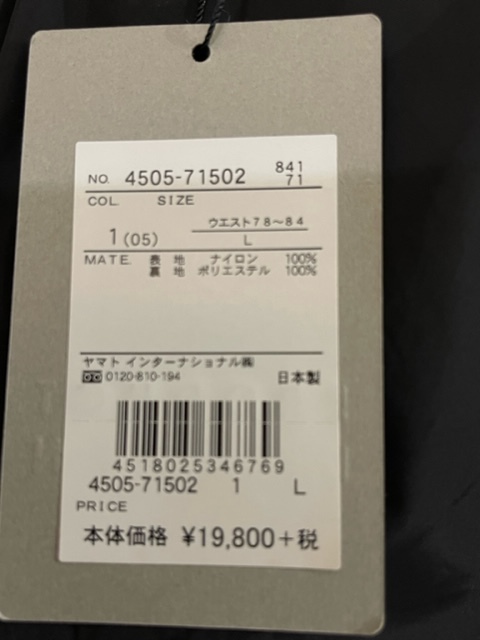 NO. 4505-71502 841
71
COL. SIZE
1(05) ウエスト78〜84
L
MATE. 表 地 ナイロン 100%
裏 地 ポリエステル 100%
ヤマト インターナショナル㈱
0120-810-194 日本製
4518025346769
4505-71502 1 L
PRICE
本体価格 ¥19,800+税